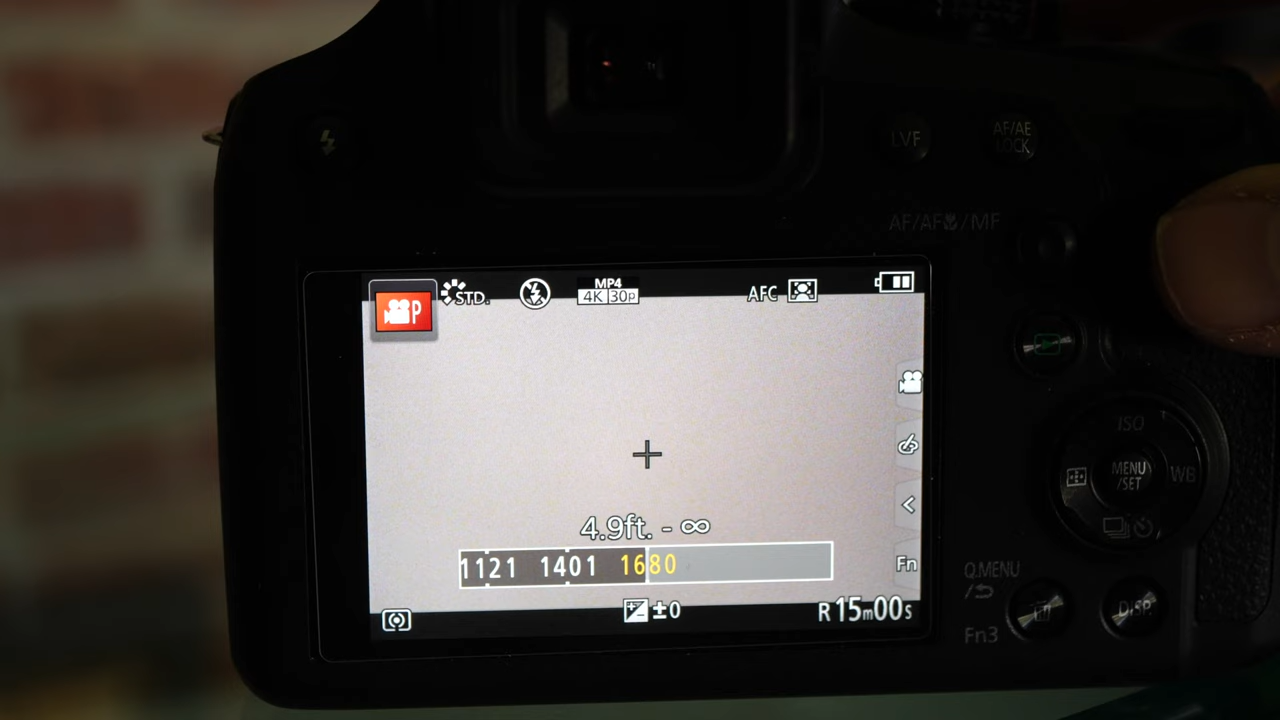 LVF
AF/AE
LOCK
AF/AF/MF
P
STD.
MP4
4K 30p
AFC
4.9ft. - ∞
1121 1401 1680
±0
R 15m00s
Fn
ISO
MENU
/SET
WB
Q.MENU
/
Fn3
DISP.